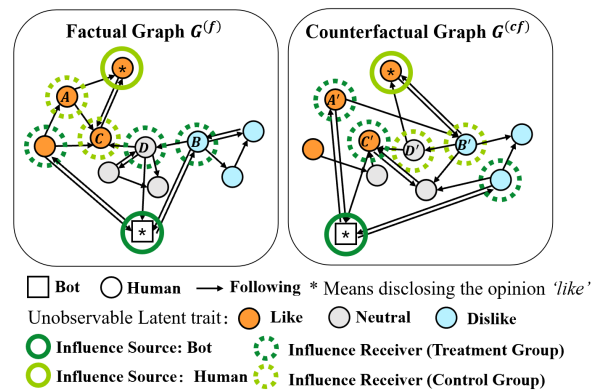 Factual Graph G^(f)
Counterfactual Graph G^(cf)
*
*
A
A'
C
D
B
C'
D'
B'
*
*
Bot Human Following * Means disclosing the opinion 'like'
Unobservable Latent trait: Like Neutral Dislike
Influence Source: Bot Influence Receiver (Treatment Group)
Influence Source: Human Influence Receiver (Control Group)